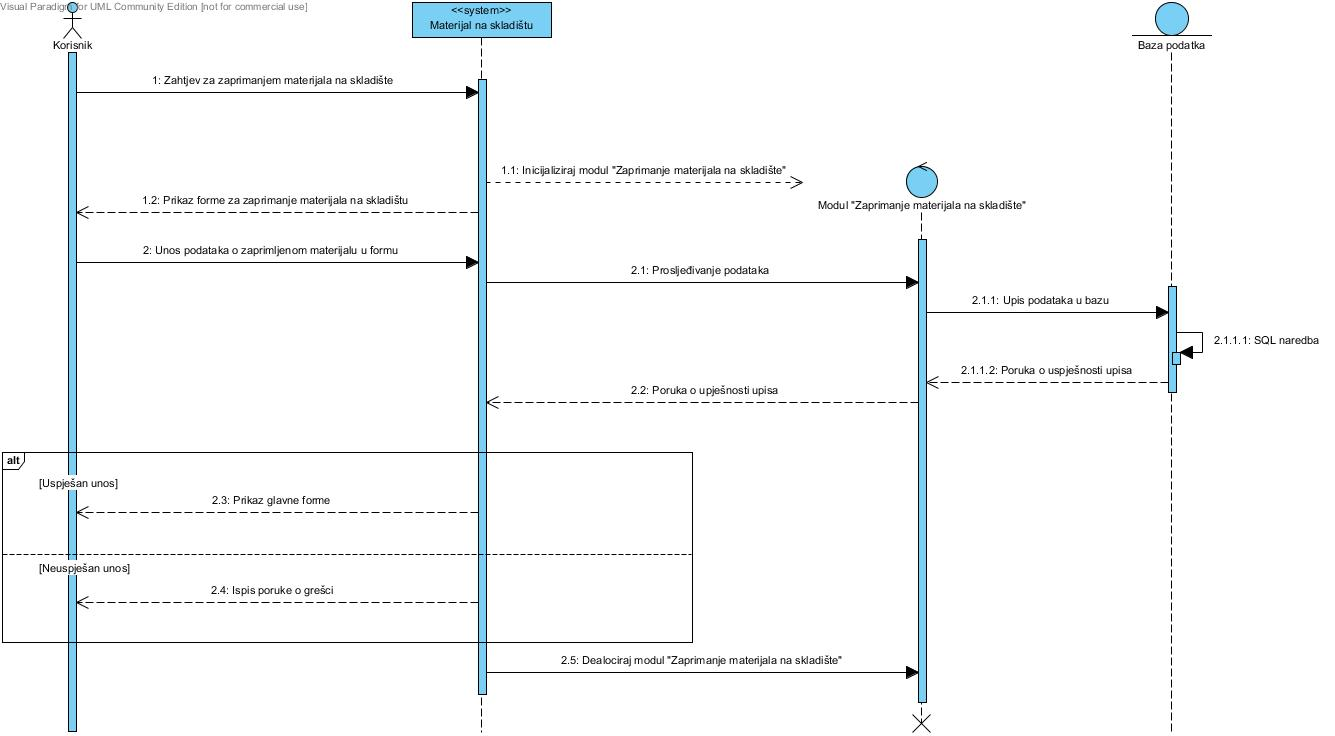 Visual Paradigm for UML Community Edition [not for commercial use]
<<system>>
Materijal na skladištu
Korisnik
Baza podatka
1: Zahtjev za zaprimanjem materijala na skladište
1.1: Inicijaliziraj modul "Zaprimanje materijala na skladište"
1.2: Prikaz forme za zaprimanje materijala na skladištu
Modul "Zaprimanje materijala na skladište"
2: Unos podataka o zaprimljenom materijalu u formu
2.1: Prosljeđivanje podataka
2.1.1: Upis podataka u bazu
2.1.1.1: SQL naredba
2.1.1.2: Poruka o uspješnosti upisa
2.2: Poruka o upješnosti upisa
alt
[Uspješan unos]
2.3: Prikaz glavne forme
[Neuspješan unos]
2.4: Ispis poruke o grešci
2.5: Dealociraj modul "Zaprimanje materijala na skladište"